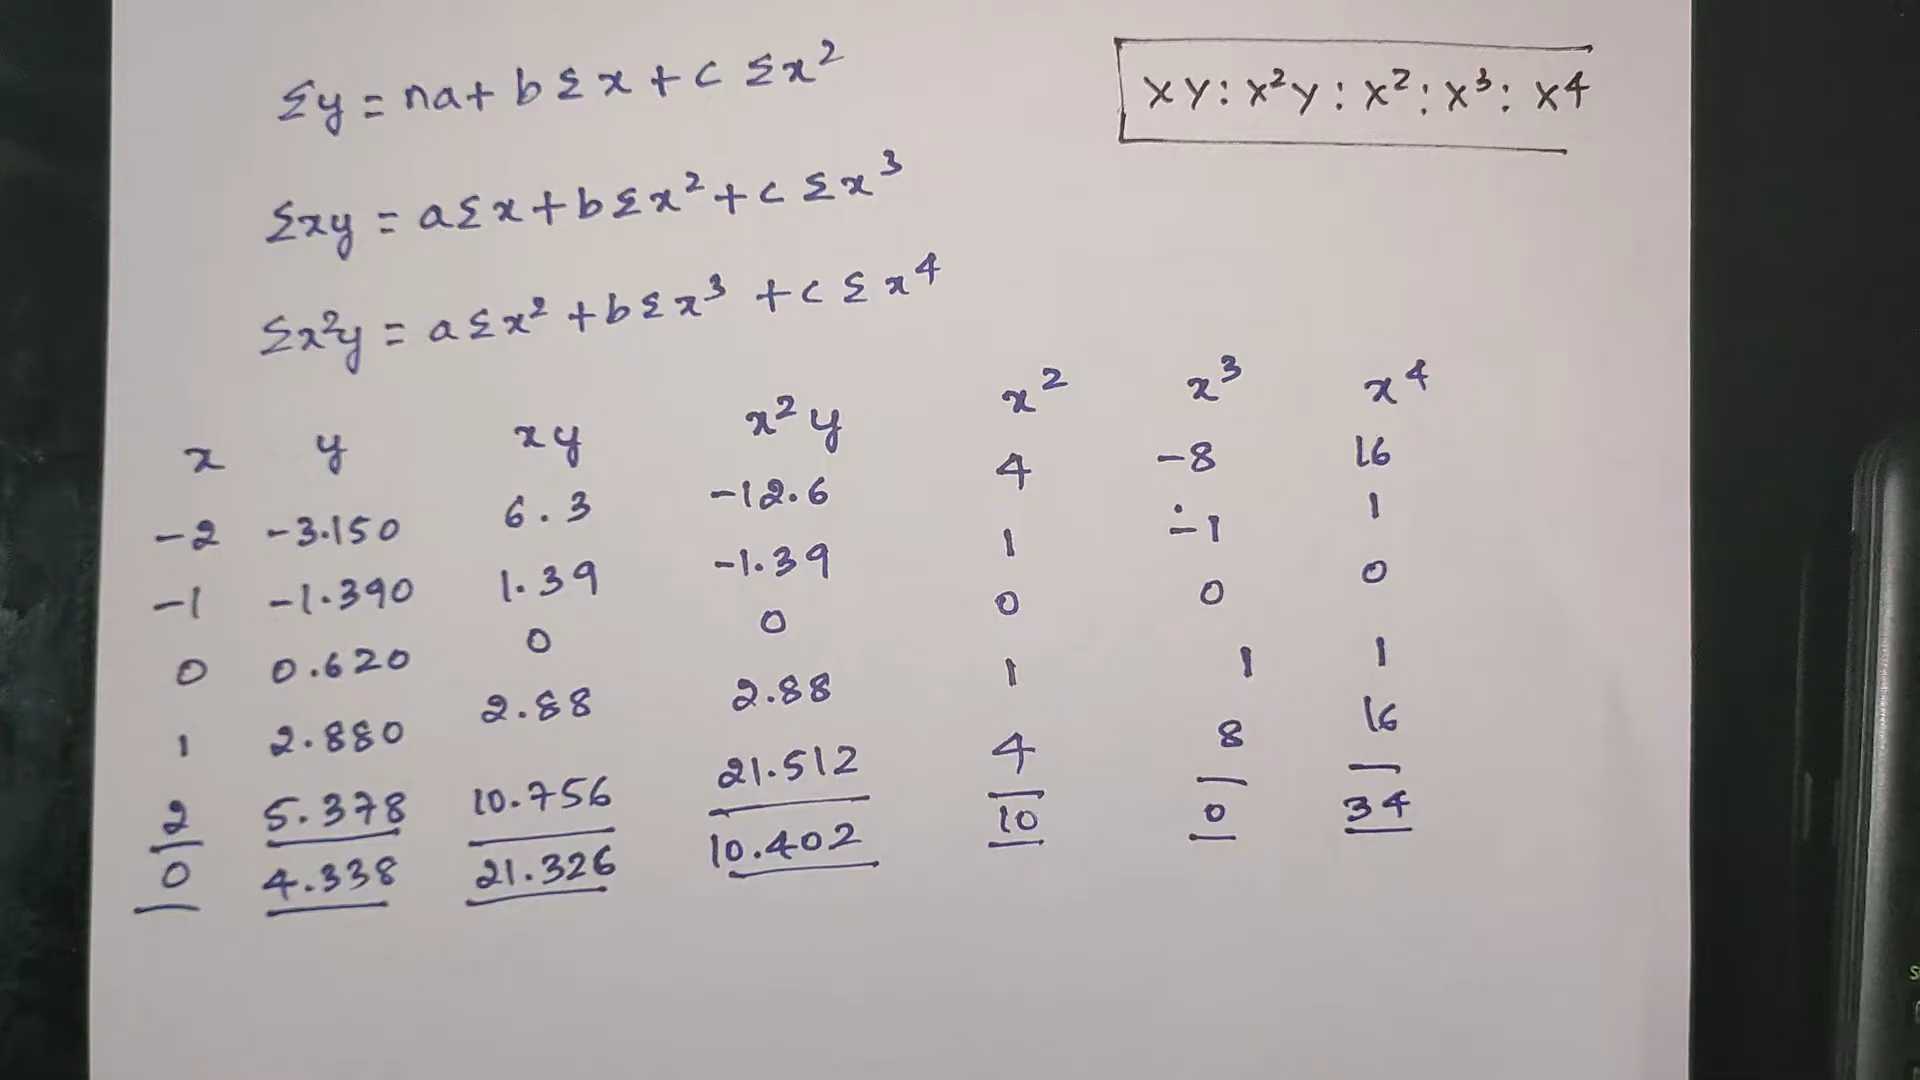 Σy = na + bΣx + cΣx²
XY : X²Y : X² : X³ : X4
Σxy = aΣx + bΣx² + cΣx³
Σx²y = aΣx² + bΣx³ + cΣx⁴
x y xy x²y x² x³ x⁴
-2 -3.150 6.3 -12.6 4 -8 16
-1 -1.390 1.39 -1.39 1 -1 1
0 0.620 0 0 0 0 0
1 2.880 2.88 2.88 1 1 1
2 5.378 10.756 21.512 4 8 16
0 4.338 21.326 10.402 10 0 34